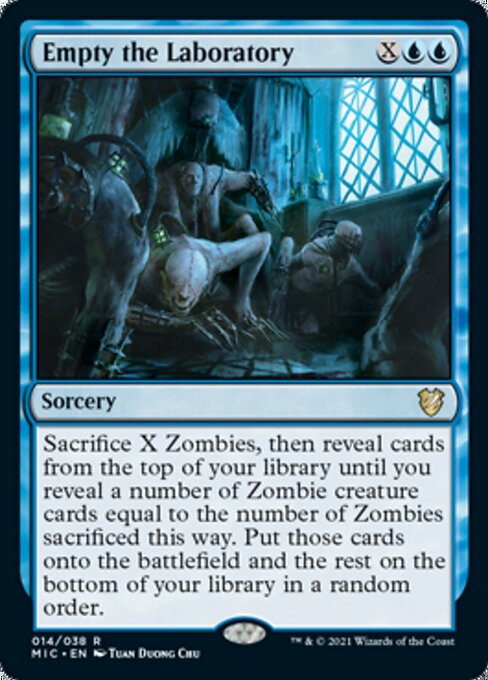 Empty the Laboratory X
Sorcery
Sacrifice X Zombies, then reveal cards
from the top of your library until you
reveal a number of Zombie creature
cards equal to the number of Zombies
sacrificed this way. Put those cards
onto the battlefield and the rest on the
bottom of your library in a random
order.
014/038 R
MIC • EN Tuan Duong Chu
™ & © 2021 Wizards of the Coast